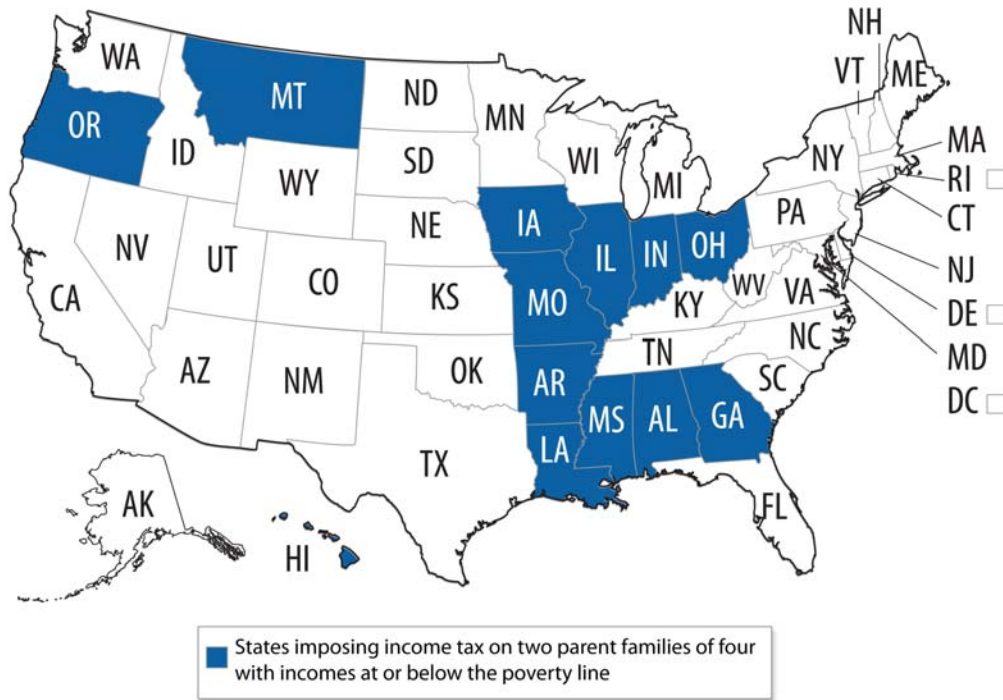 NH
WA
VT
ME
MT
ND
MN
OR
MA
ID
SD
WI
NY
RI
WY
MI
CT
IA
PA
NE
NV
NJ
UT
IL
IN
OH
CO
DE
CA
KS
MO
WV
VA
KY
MD
NC
TN
AZ
OK
NM
AR
SC
DC
MS
AL
GA
LA
TX
AK
FL
HI
States imposing income tax on two parent families of four
with incomes at or below the poverty line